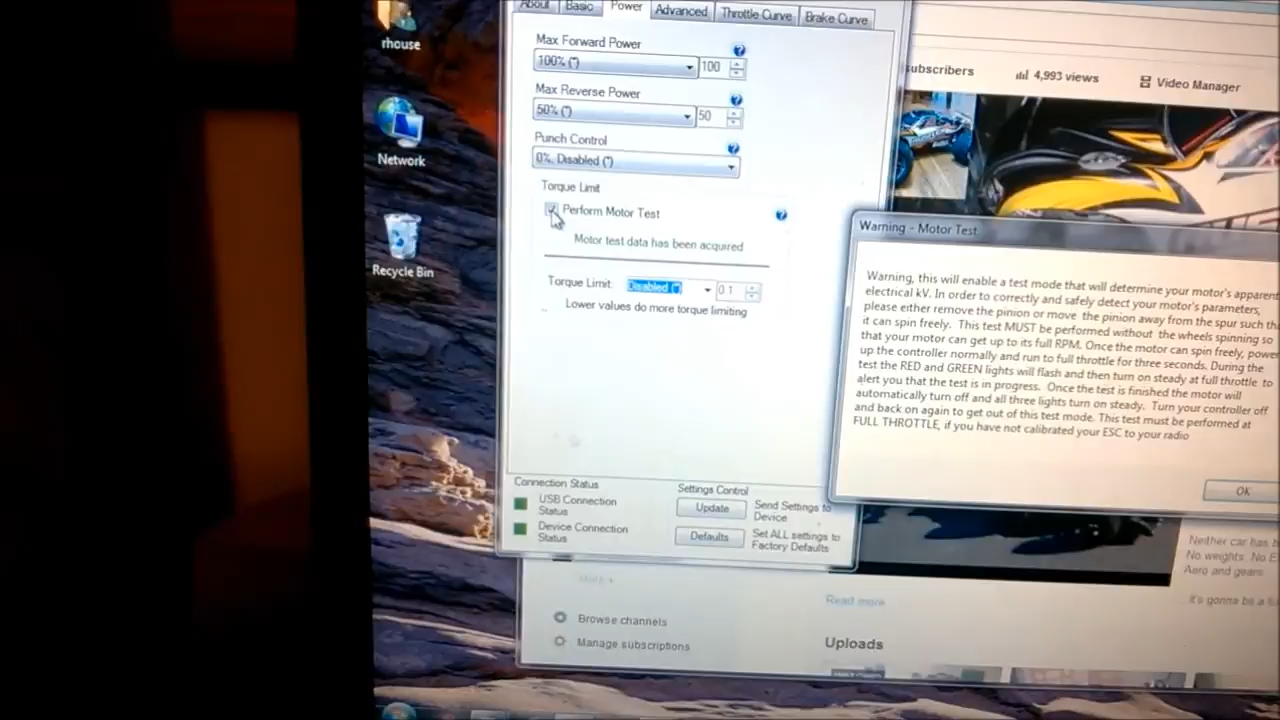 rhouse
Network
Recycle Bin
About Basic Power Advanced Throttle Curve Brake Curve
Max Forward Power
100% (*) 100
Max Reverse Power
50% (*) 50
Punch Control
0%, Disabled (*)
Torque Limit
Perform Motor Test
Motor test data has been acquired
Torque Limit: Disabled (*) 0.1
Lower values do more torque limiting
Connection Status
USB Connection
Status
Device Connection
Status
Settings Control
Update Send Settings to
Device
Defaults Set ALL settings to
Factory Defaults
subscribers 4,993 views Video Manager
Warning - Motor Test
Warning, this will enable a test mode that will determine your motor's apparent
electrical kV. In order to correctly and safely detect your motor's parameters,
please either remove the pinion or move the pinion away from the spur such tha
it can spin freely. This test MUST be performed without the wheels spinning so
that your motor can get up to its full RPM. Once the motor can spin freely, power
up the controller normally and run to full throttle for three seconds. During the
test the RED and GREEN lights will flash and then turn on steady at full throttle to
alert you that the test is in progress. Once the test is finished the motor will
automatically turn off and all three lights turn on steady. Turn your controller off
and back on again to get out of this test mode. This test must be performed at
FULL THROTTLE, if you have not calibrated your ESC to your radio
OK
Neither car has b
No weights. No E
Aero and gears
It's gonna be a
Read more
Browse channels
Manage subscriptions
Uploads